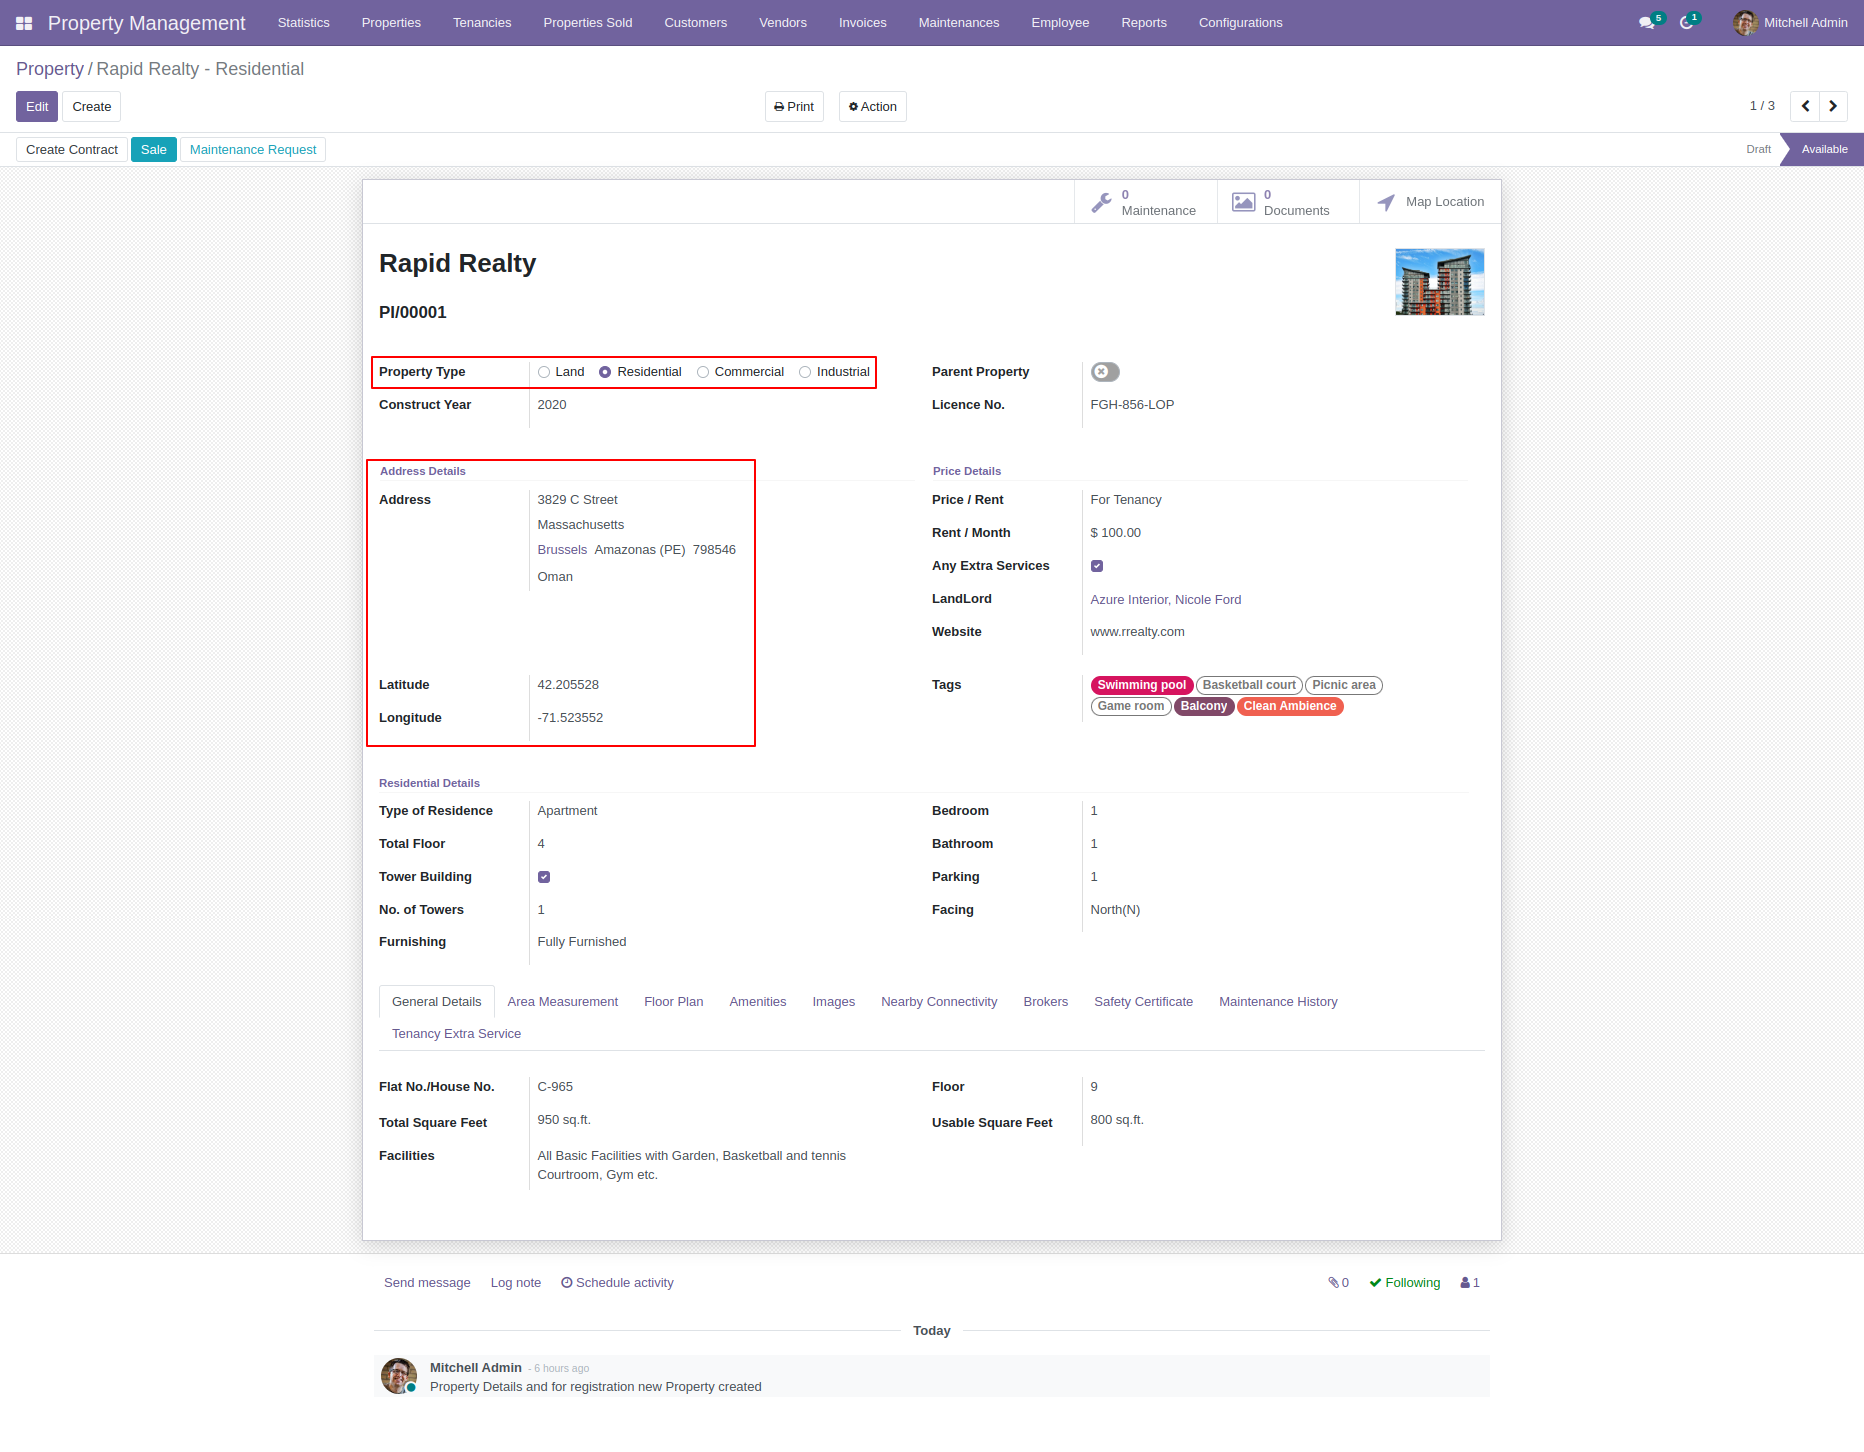 Property Management Statistics Properties Tenancies Properties Sold Customers Vendors Invoices Maintenances Employee Reports Configurations 5 1 Mitchell Admin
Property / Rapid Realty - Residential
Edit Create Print Action 1 / 3
Create Contract Sale Maintenance Request Draft Available
0 Maintenance
0 Documents
Map Location
Rapid Realty
PI/00001
Property Type Land Residential Commercial Industrial
Parent Property
Construct Year 2020
Licence No. FGH-856-LOP
Address Details
Address 3829 C Street
Massachusetts
Brussels Amazonas (PE) 798546
Oman
Latitude 42.205528
Longitude -71.523552
Price Details
Price / Rent For Tenancy
Rent / Month $ 100.00
Any Extra Services
LandLord Azure Interior, Nicole Ford
Website www.rrealty.com
Tags Swimming pool Basketball court Picnic area
Game room Balcony Clean Ambience
Residential Details
Type of Residence Apartment
Total Floor 4
Tower Building
No. of Towers 1
Furnishing Fully Furnished
Bedroom 1
Bathroom 1
Parking 1
Facing North(N)
General Details Area Measurement Floor Plan Amenities Images Nearby Connectivity Brokers Safety Certificate Maintenance History
Tenancy Extra Service
Flat No./House No. C-965
Total Square Feet 950 sq.ft.
Facilities All Basic Facilities with Garden, Basketball and tennis
Courtroom, Gym etc.
Floor 9
Usable Square Feet 800 sq.ft.
Send message Log note Schedule activity 0 Following 1
Today
Mitchell Admin - 6 hours ago
Property Details and for registration new Property created